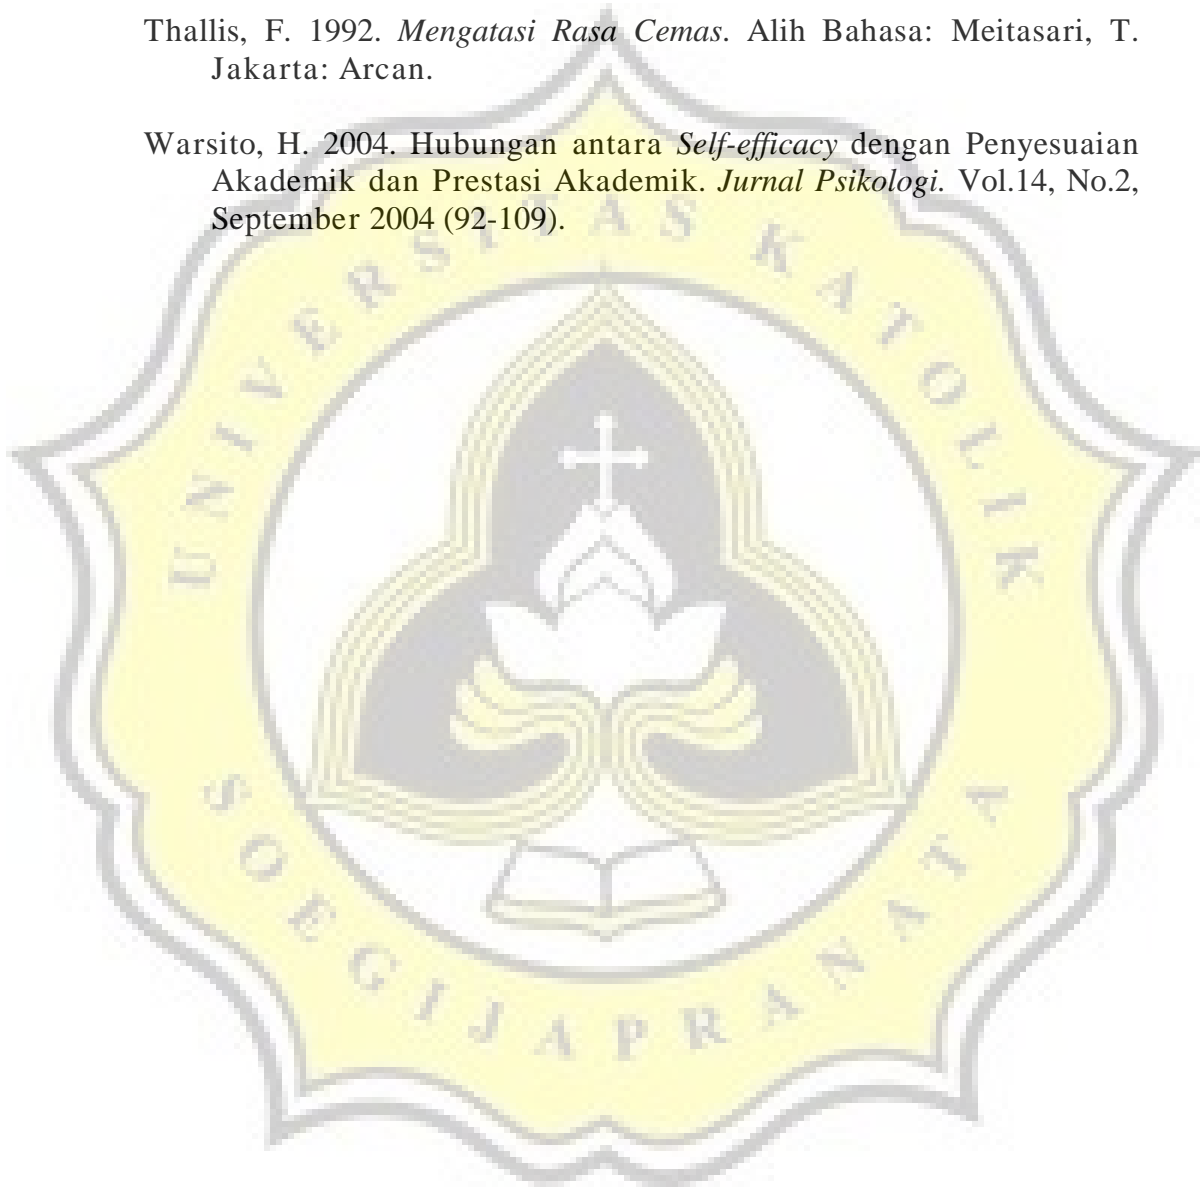 Thallis, F. 1992. Mengatasi Rasa Cemas. Alih Bahasa: Meitasari, T.
Jakarta: Arcan.
Warsito, H. 2004. Hubungan antara Self-efficacy dengan Penyesuaian
Akademik dan Prestasi Akademik. Jurnal Psikologi. Vol.14, No.2,
September 2004 (92-109).
UNIVERSITAS KATOLIK
SOEGIJAPRANATA